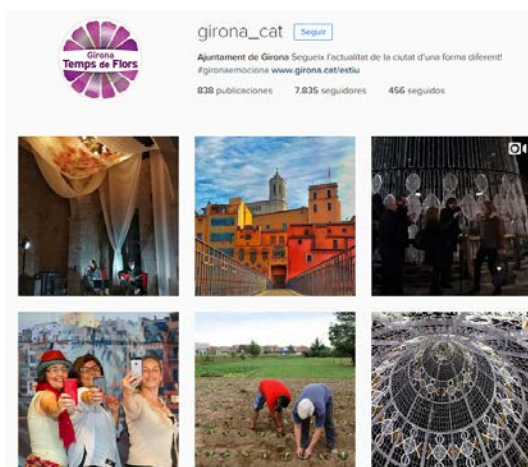 Girona
Temps de Flors
girona_cat
Seguir
Ajuntament de Girona Segueix l'actualitat de la ciutat d'una forma diferent!
#gironaemociona www.girona.cat/estiu
838 publicaciones 7.835 seguidores 456 seguidos